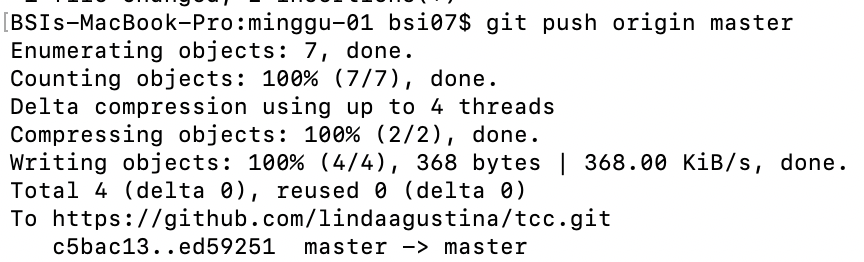 [BSIs-MacBook-Pro:minggu-01 bsi07$ git push origin master
Enumerating objects: 7, done.
Counting objects: 100% (7/7), done.
Delta compression using up to 4 threads
Compressing objects: 100% (2/2), done.
Writing objects: 100% (4/4), 368 bytes | 368.00 KiB/s, done.
Total 4 (delta 0), reused 0 (delta 0)
To https://github.com/lindaagustina/tcc.git
   c5bac13..ed59251  master -> master